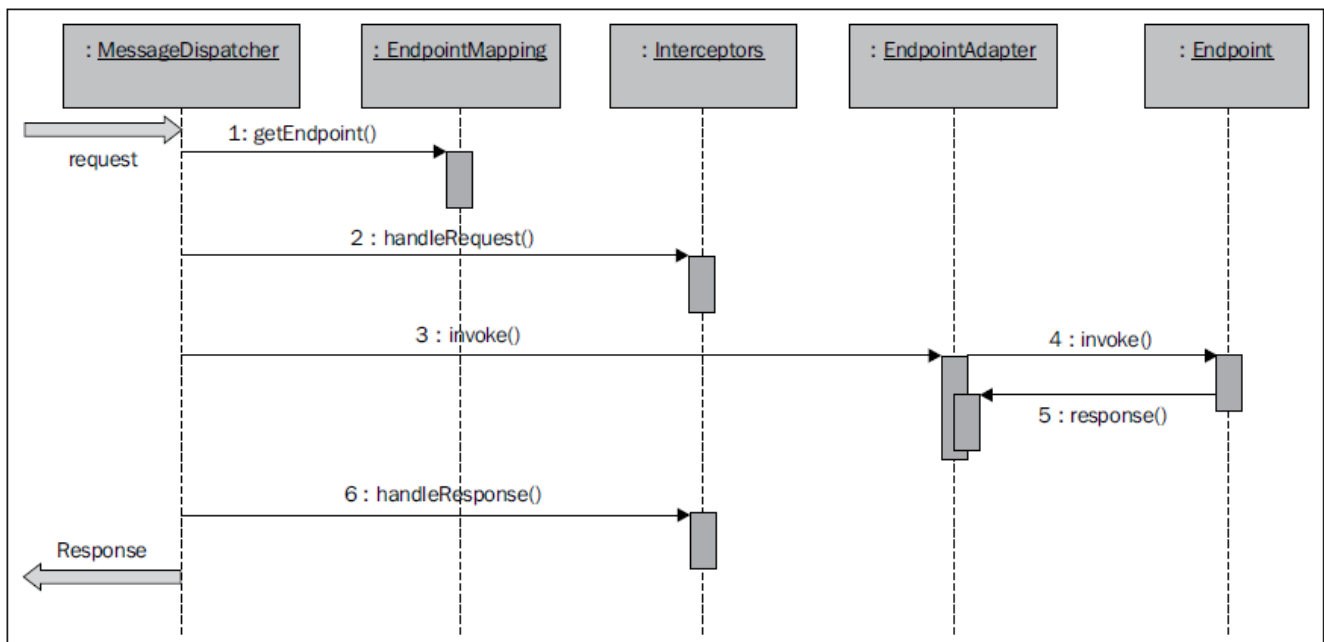 : MessageDispatcher
: EndpointMapping
: Interceptors
: EndpointAdapter
: Endpoint
request
1: getEndpoint()
2 : handleRequest()
3 : invoke()
4 : invoke()
5 : response()
6 : handleResponse()
Response